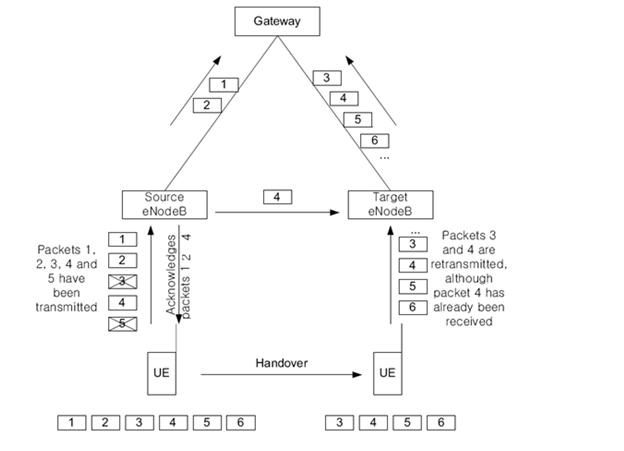 Gateway
1
2
3
4
5
6
...
Source
eNodeB
4
Target
eNodeB
Packets 1,
2, 3, 4 and
5 have
been
transmitted
1
2
3
4
5
Acknowledges
packets 1 2 4
...
3
4
5
6
Packets 3
and 4 are
retransmitted,
although
packet 4 has
already been
received
UE
Handover
UE
1 2 3 4 5 6
3 4 5 6